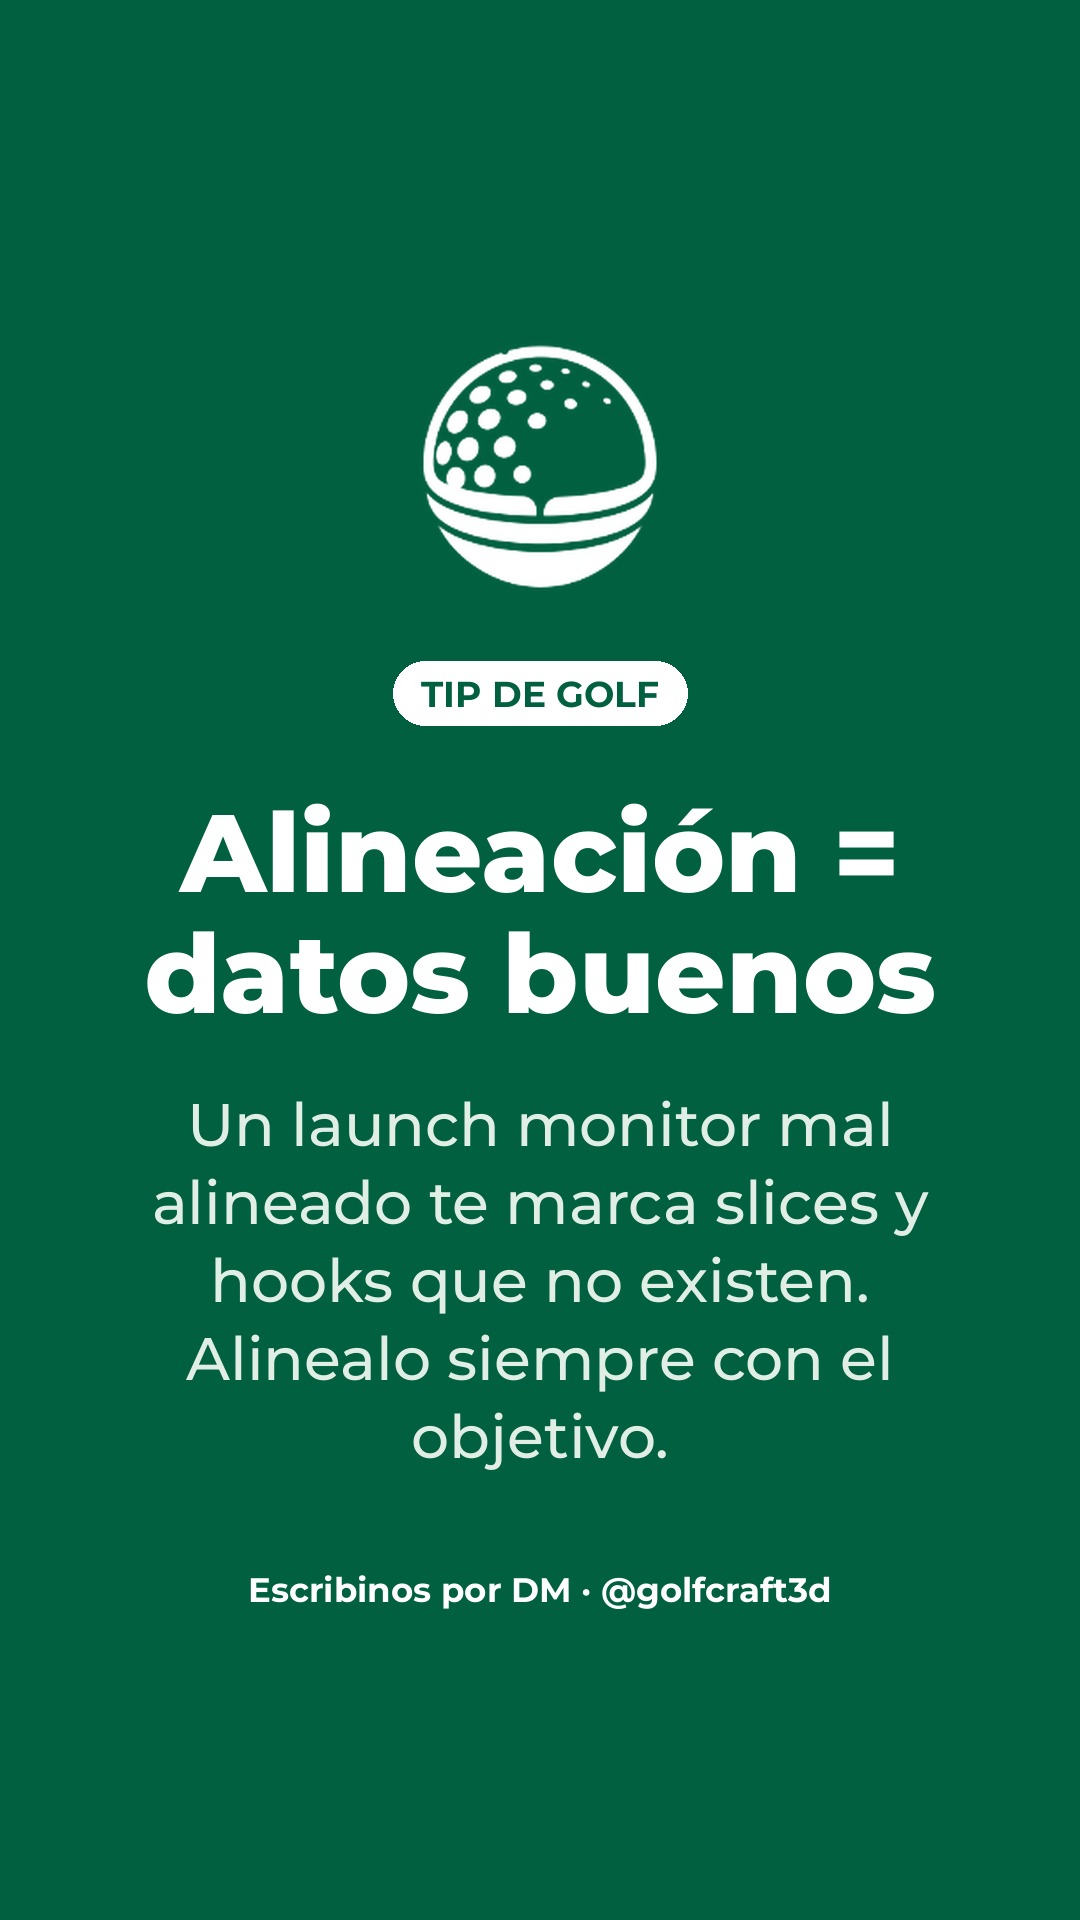 TIP DE GOLF
Alineación =
datos buenos
Un launch monitor mal
alineado te marca slices y
hooks que no existen.
Alinealo siempre con el
objetivo.
Escribinos por DM · @golfcraft3d